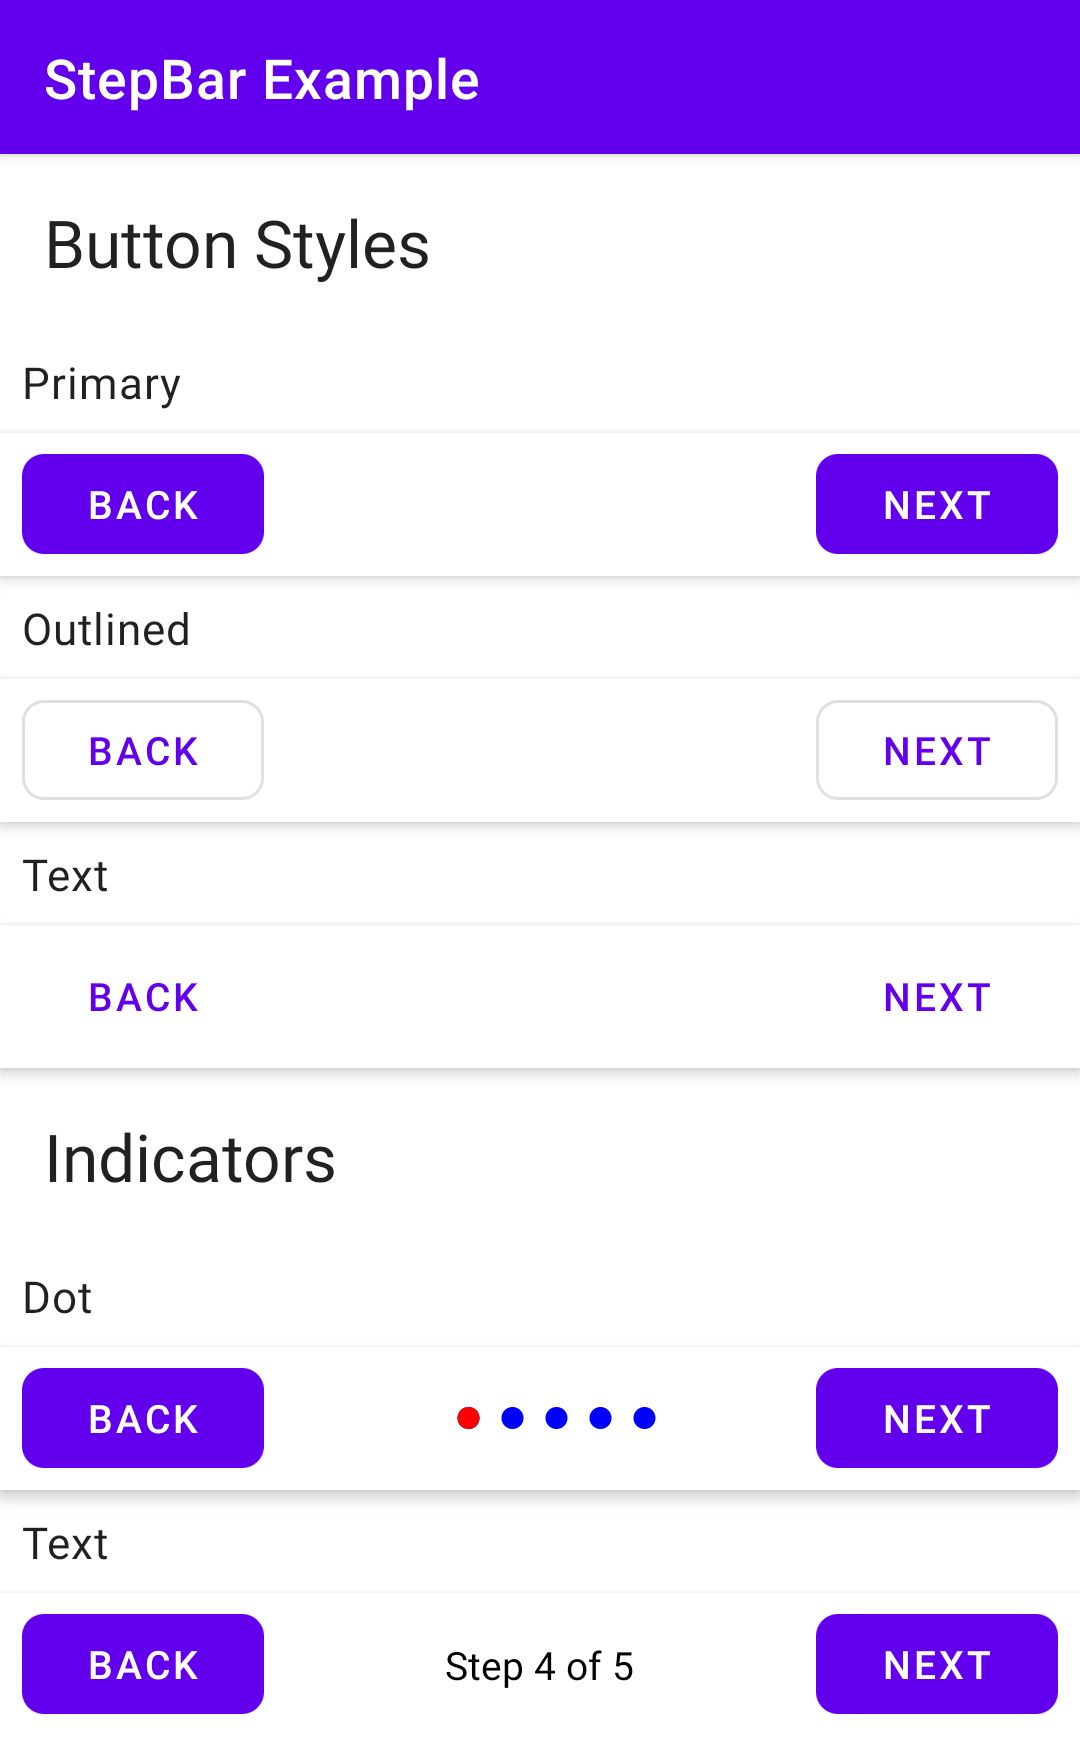 StepBar Example
Button Styles
Primary
BACK NEXT
Outlined
BACK NEXT
Text
BACK NEXT
Indicators
Dot
BACK NEXT
Text
BACK Step 4 of 5 NEXT